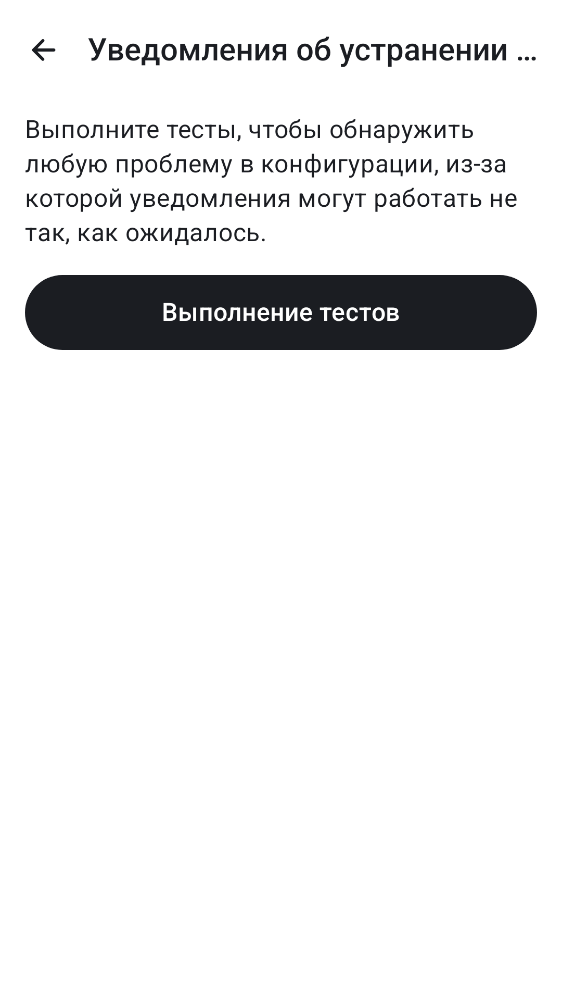 Уведомления об устранении ...
Выполните тесты, чтобы обнаружить
любую проблему в конфигурации, из-за
которой уведомления могут работать не
так, как ожидалось.
Выполнение тестов